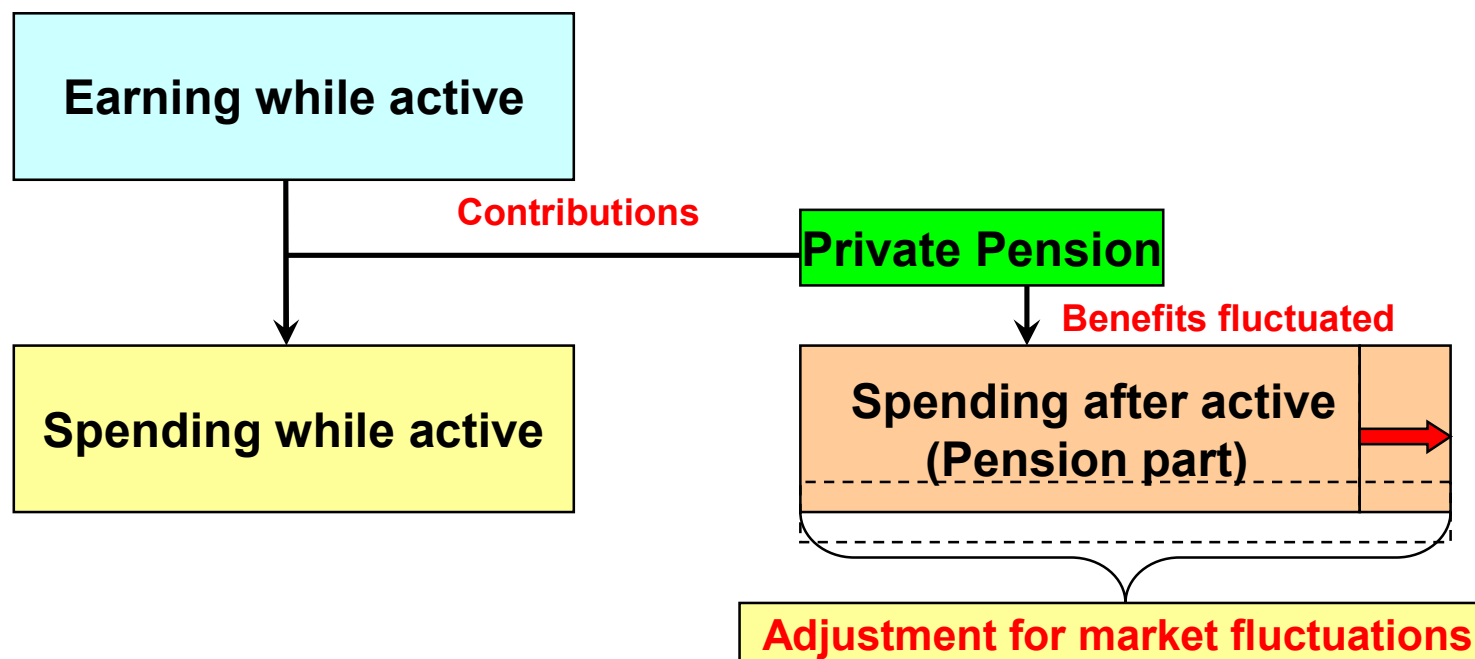 Earning while active
Contributions
Private Pension
Benefits fluctuated
Spending while active
Spending after active
(Pension part)
Adjustment for market fluctuations